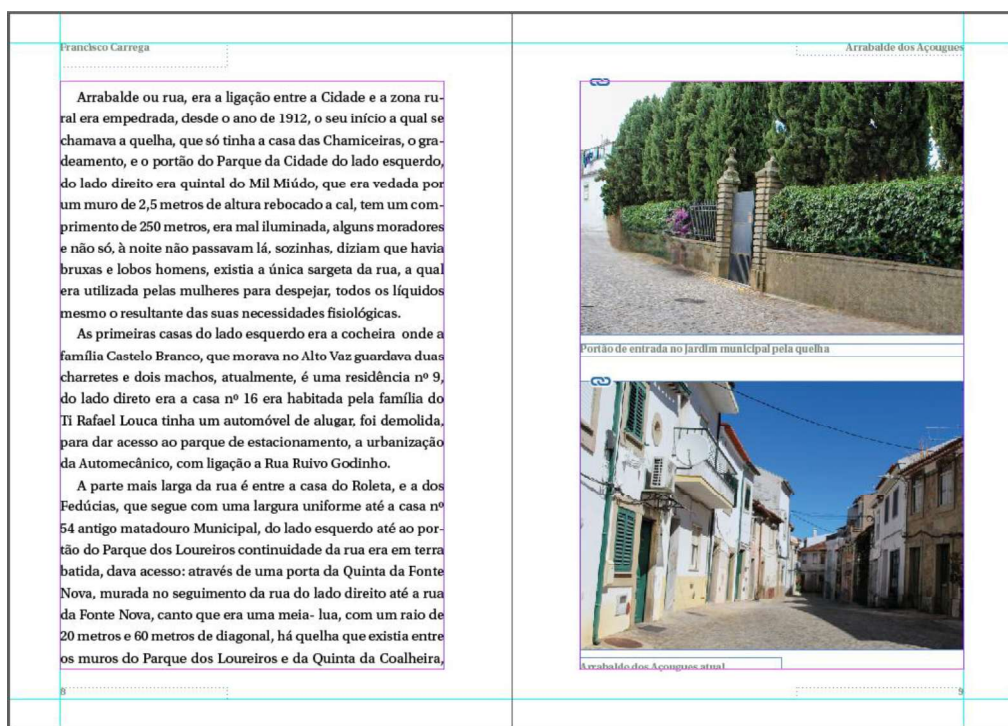 Francisco Carrega
Arrabalde ou rua, era a ligação entre a Cidade e a zona ru-
ral era empedrada, desde o ano de 1912, o seu início a qual se
chamava a quelha, que só tinha a casa das Chamiceiras, o gra-
deamento, e o portão do Parque da Cidade do lado esquerdo,
do lado direito era quintal do Mil Miúdo, que era vedada por
um muro de 2,5 metros de altura rebocado a cal, tem um com-
primento de 250 metros, era mal iluminada, alguns moradores
e não só, à noite não passavam lá, sozinhas, diziam que havia
bruxas e lobos homens, existia a única sargeta da rua, a qual
era utilizada pelas mulheres para despejar, todos os líquidos
mesmo o resultante das suas necessidades fisiológicas.
As primeiras casas do lado esquerdo era a cocheira onde a
família Castelo Branco, que morava no Alto Vaz guardava duas
charretes e dois machos, atualmente, é uma residência nº 9,
do lado direto era a casa nº 16 era habitada pela família do
Ti Rafael Louca tinha um automóvel de alugar, foi demolida,
para dar acesso ao parque de estacionamento, a urbanização
da Automecânico, com ligação a Rua Ruivo Godinho.
A parte mais larga da rua é entre a casa do Roleta, e a dos
Fedúcias, que segue com uma largura uniforme até a casa nº
54 antigo matadouro Municipal, do lado esquerdo até ao por-
tão do Parque dos Loureiros continuidade da rua era em terra
batida, dava acesso: através de uma porta da Quinta da Fonte
Nova, murada no seguimento da rua do lado direito até a rua
da Fonte Nova, canto que era uma meia- lua, com um raio de
20 metros e 60 metros de diagonal, há quelha que existia entre
os muros do Parque dos Loureiros e da Quinta da Coalheira,
8
Arrabalde dos Açougues
Portão de entrada no jardim municipal pela quelha
Arrabalde dos Açougues atual
9